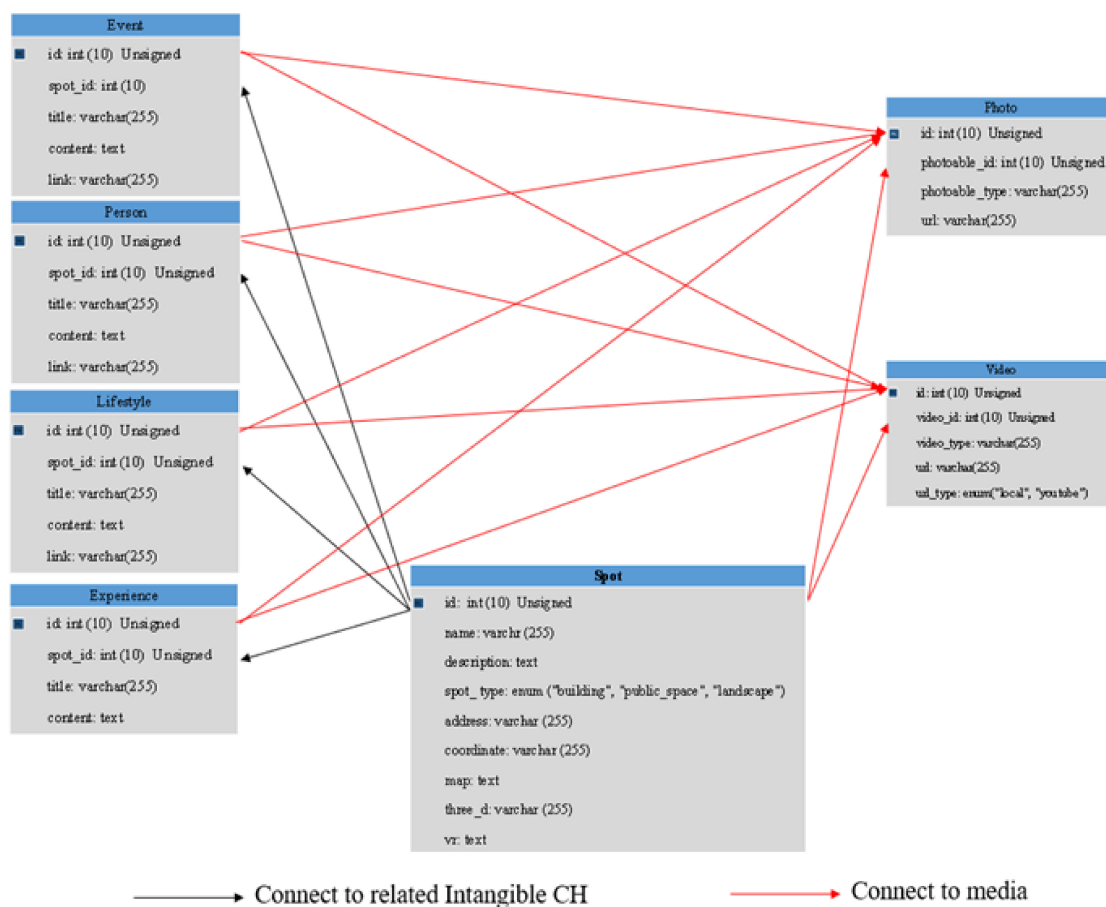 Event
id: int (10) Unsigned
spot_id: int (10)
title: varchar(255)
content: text
link: varchar(255)
Person
id: int (10) Unsigned
spot_id: int (10) Unsigned
title: varchar(255)
content: text
link: varchar(255)
Lifestyle
id: int (10) Unsigned
spot_id: int (10) Unsigned
title: varchar(255)
content: text
link: varchar(255)
Experience
id: int (10) Unsigned
spot_id: int (10) Unsigned
title: varchar(255)
content: text
Photo
id: int (10) Unsigned
photoable_id: int (10) Unsigned
photoable_type: varchar(255)
url: varchar(255)
Video
id: int (10) Unsigned
video_id: int (10) Unsigned
video_type: varchar(255)
url: varchar(255)
url_type: enum("local", "youtube")
Spot
id: int (10) Unsigned
name: varchr (255)
description: text
spot_type: enum ("building", "public_space", "landscape")
address: varchar (255)
coordinate: varchar (255)
map: text
three_d: varchar (255)
vr: text
Connect to related Intangible CH
Connect to media